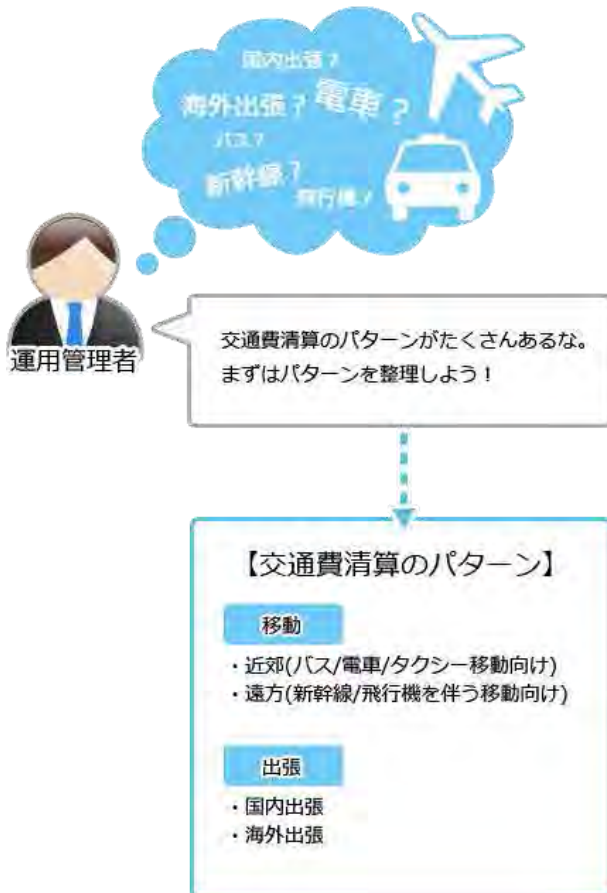 国内出張？
海外出張？
電車？
バス？
新幹線？
飛行機？
運用管理者
交通費清算のパターンがたくさんあるな。
まずはパターンを整理しよう！
【交通費清算のパターン】
移動
・近郊(バス/電車/タクシー移動向け)
・遠方(新幹線/飛行機を伴う移動向け)
出張
・国内出張
・海外出張